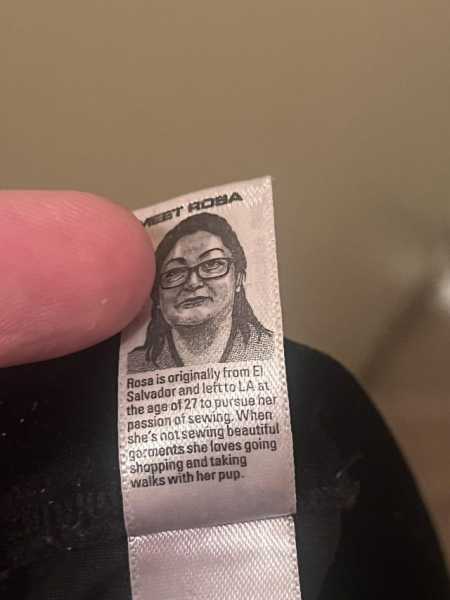 MEET ROSA
Rosa is originally from El
Salvador and left to LA at
the age of 27 to pursue her
passion of sewing. When
she's not sewing beautiful
garments she loves going
shopping and taking
walks with her pup.